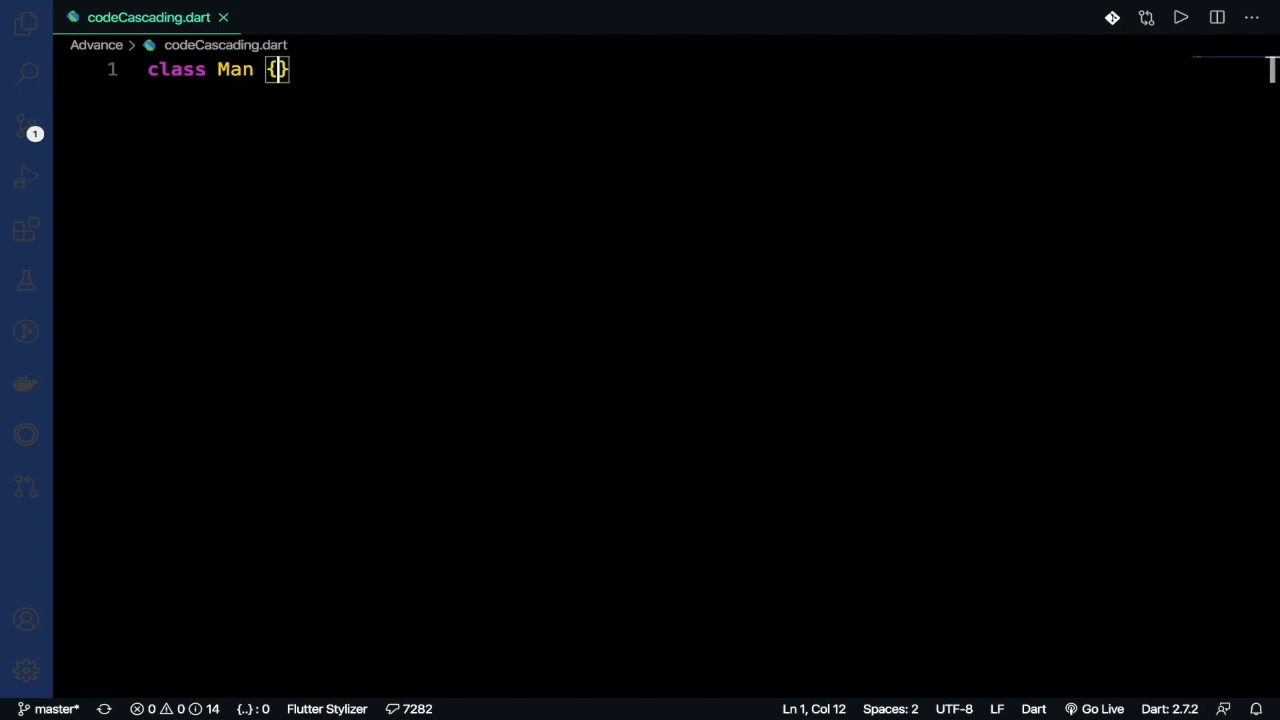 codeCascading.dart
Advance > codeCascading.dart
1 class Man {}
1
master* 0 0 14 {..} : 0 Flutter Stylizer 7282 Ln 1, Col 12 Spaces: 2 UTF-8 LF Dart Go Live Dart: 2.7.2